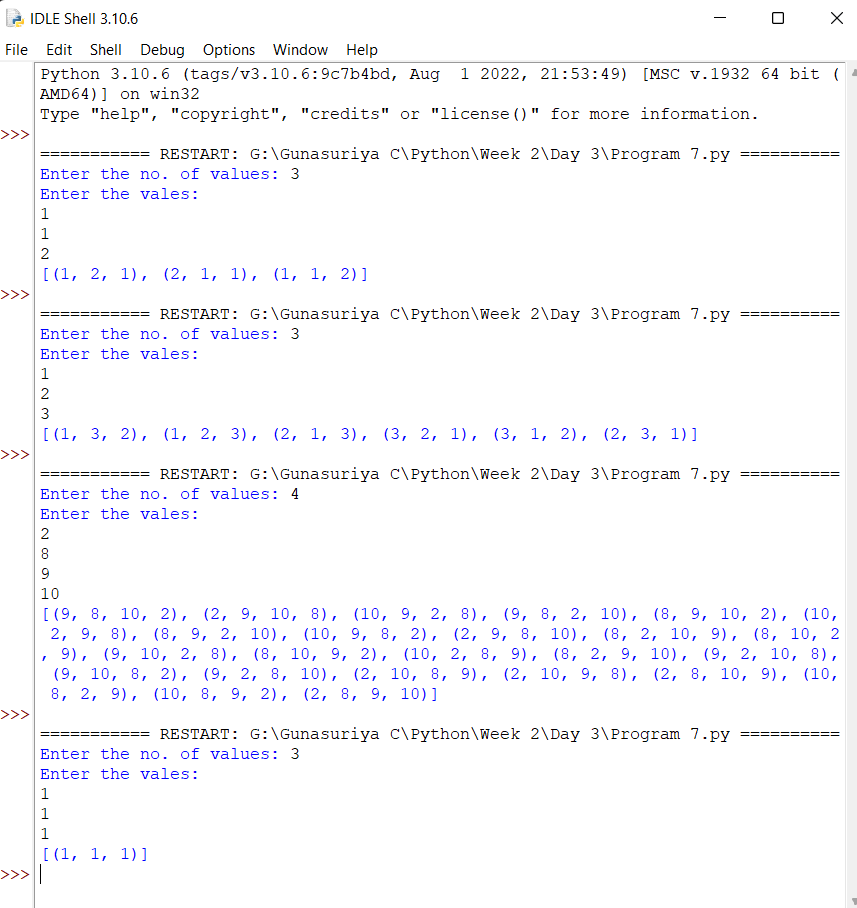 IDLE Shell 3.10.6
File Edit Shell Debug Options Window Help
Python 3.10.6 (tags/v3.10.6:9c7b4bd, Aug  1 2022, 21:53:49) [MSC v.1932 64 bit (
AMD64)] on win32
Type "help", "copyright", "credits" or "license()" for more information.
>>>
=========== RESTART: G:\Gunasuriya C\Python\Week 2\Day 3\Program 7.py ==========
Enter the no. of values: 3
Enter the vales:
1
1
2
[(1, 2, 1), (2, 1, 1), (1, 1, 2)]
>>>
=========== RESTART: G:\Gunasuriya C\Python\Week 2\Day 3\Program 7.py ==========
Enter the no. of values: 3
Enter the vales:
1
2
3
[(1, 3, 2), (1, 2, 3), (2, 1, 3), (3, 2, 1), (3, 1, 2), (2, 3, 1)]
>>>
=========== RESTART: G:\Gunasuriya C\Python\Week 2\Day 3\Program 7.py ==========
Enter the no. of values: 4
Enter the vales:
2
8
9
10
[(9, 8, 10, 2), (2, 9, 10, 8), (10, 9, 2, 8), (9, 8, 2, 10), (8, 9, 10, 2), (10,
 2, 9, 8), (8, 9, 2, 10), (10, 9, 8, 2), (2, 9, 8, 10), (8, 2, 10, 9), (8, 10, 2
, 9), (9, 10, 2, 8), (8, 10, 9, 2), (10, 2, 8, 9), (8, 2, 9, 10), (9, 2, 10, 8),
 (9, 10, 8, 2), (9, 2, 8, 10), (2, 10, 8, 9), (2, 10, 9, 8), (2, 8, 10, 9), (10,
 8, 2, 9), (10, 8, 9, 2), (2, 8, 9, 10)]
>>>
=========== RESTART: G:\Gunasuriya C\Python\Week 2\Day 3\Program 7.py ==========
Enter the no. of values: 3
Enter the vales:
1
1
1
[(1, 1, 1)]
>>>